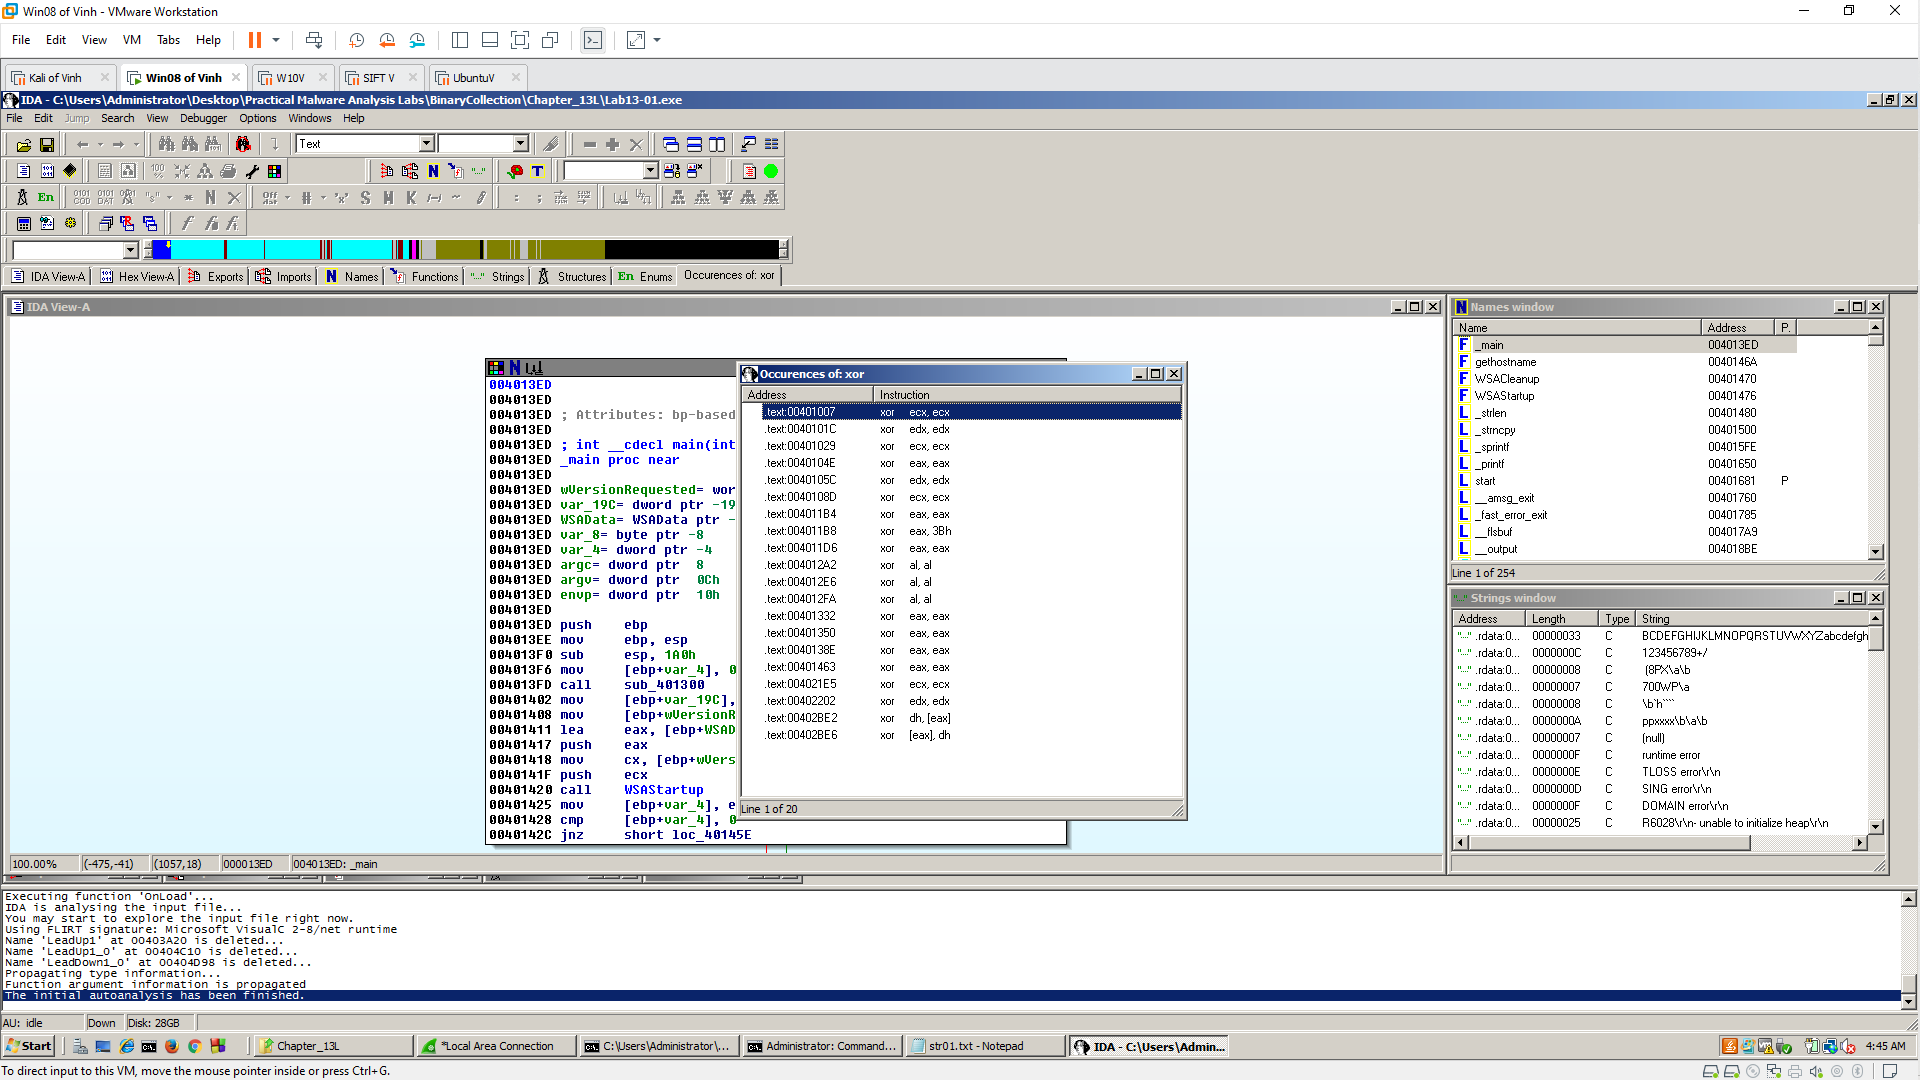 Win08 of Vinh - VMware Workstation
File Edit View VM Tabs Help
Kali of Vinh Win08 of Vinh W10V SIFT V UbuntuV
IDA - C:\Users\Administrator\Desktop\Practical Malware Analysis Labs\BinaryCollection\Chapter_13L\Lab13-01.exe
File Edit Jump Search View Debugger Options Windows Help
Text
IDA View-A Hex View-A Exports Imports Names Functions Strings Structures En Enums Occurences of: xor
IDA View-A
004013ED
004013ED
004013ED ; Attributes: bp-based
004013ED
004013ED ; int __cdecl main(int
004013ED _main proc near
004013ED
004013ED wVersionRequested= wor
004013ED var_19C= dword ptr -19
004013ED WSAData= WSAData ptr -
004013ED var_8= byte ptr -8
004013ED var_4= dword ptr -4
004013ED argc= dword ptr  8
004013ED argv= dword ptr  0Ch
004013ED envp= dword ptr  10h
004013ED
004013ED push    ebp
004013EE mov     ebp, esp
004013F0 sub     esp, 1A0h
004013F6 mov     [ebp+var_4], 0
004013FD call    sub_401300
00401402 mov     [ebp+var_19C],
00401408 mov     [ebp+wVersionR
00401411 lea     eax, [ebp+WSAD
00401417 push    eax
00401418 mov     cx, [ebp+wVers
0040141F push    ecx
00401420 call    WSAStartup
00401425 mov     [ebp+var_4], e
00401428 cmp     [ebp+var_4], 0
0040142C jnz     short loc_40145E
Occurences of: xor
Address Instruction
.text:00401007 xor ecx, ecx
.text:0040101C xor edx, edx
.text:00401029 xor ecx, ecx
.text:0040104E xor eax, eax
.text:0040105C xor edx, edx
.text:0040108D xor ecx, ecx
.text:004011B4 xor eax, eax
.text:004011B8 xor eax, 3Bh
.text:004011D6 xor eax, eax
.text:004012A2 xor al, al
.text:004012E6 xor al, al
.text:004012FA xor al, al
.text:00401332 xor eax, eax
.text:00401350 xor eax, eax
.text:0040138E xor eax, eax
.text:00401463 xor eax, eax
.text:004021E5 xor ecx, ecx
.text:00402202 xor edx, edx
.text:00402BE2 xor dh, [eax]
.text:00402BE6 xor [eax], dh
Line 1 of 20
100.00% (-475,-41) (1057,18) 000013ED 004013ED: _main
Names window
Name Address P.
F _main 004013ED
F gethostname 0040146A
F WSACleanup 00401470
F WSAStartup 00401476
L _strlen 00401480
L _strncpy 00401500
L _sprintf 004015FE
L _printf 00401650
L start 00401681 P
L __amsg_exit 00401760
L _fast_error_exit 00401785
L __flsbuf 004017A9
L __output 004018BE
Line 1 of 254
Strings window
Address Length Type String
.rdata:0... 00000033 C BCDEFGHIJKLMNOPQRSTUVWXYZabcdefgh
.rdata:0... 0000000C C 123456789+/
.rdata:0... 00000008 C (8PX\a\b
.rdata:0... 00000007 C 700WP\a
.rdata:0... 00000008 C \b`h````
.rdata:0... 0000000A C ppxxxx\b\a\b
.rdata:0... 00000007 C (null)
.rdata:0... 0000000F C runtime error
.rdata:0... 0000000E C TLOSS error\r\n
.rdata:0... 0000000D C SING error\r\n
.rdata:0... 0000000F C DOMAIN error\r\n
.rdata:0... 00000025 C R6028\r\n- unable to initialize heap\r\n
Executing function 'OnLoad'...
IDA is analysing the input file...
You may start to explore the input file right now.
Using FLIRT signature: Microsoft VisualC 2-8/net runtime
Name 'LeadUp1' at 00403A20 is deleted...
Name 'LeadUp1_0' at 00404C10 is deleted...
Name 'LeadDown1_0' at 00404D98 is deleted...
Propagating type information...
Function argument information is propagated
The initial autoanalysis has been finished.
AU: idle Down Disk: 28GB
Start Chapter_13L *Local Area Connection C:\Users\Administrator\... Administrator: Command... str01.txt - Notepad IDA - C:\Users\Admin... 4:45 AM
To direct input to this VM, move the mouse pointer inside or press Ctrl+G.